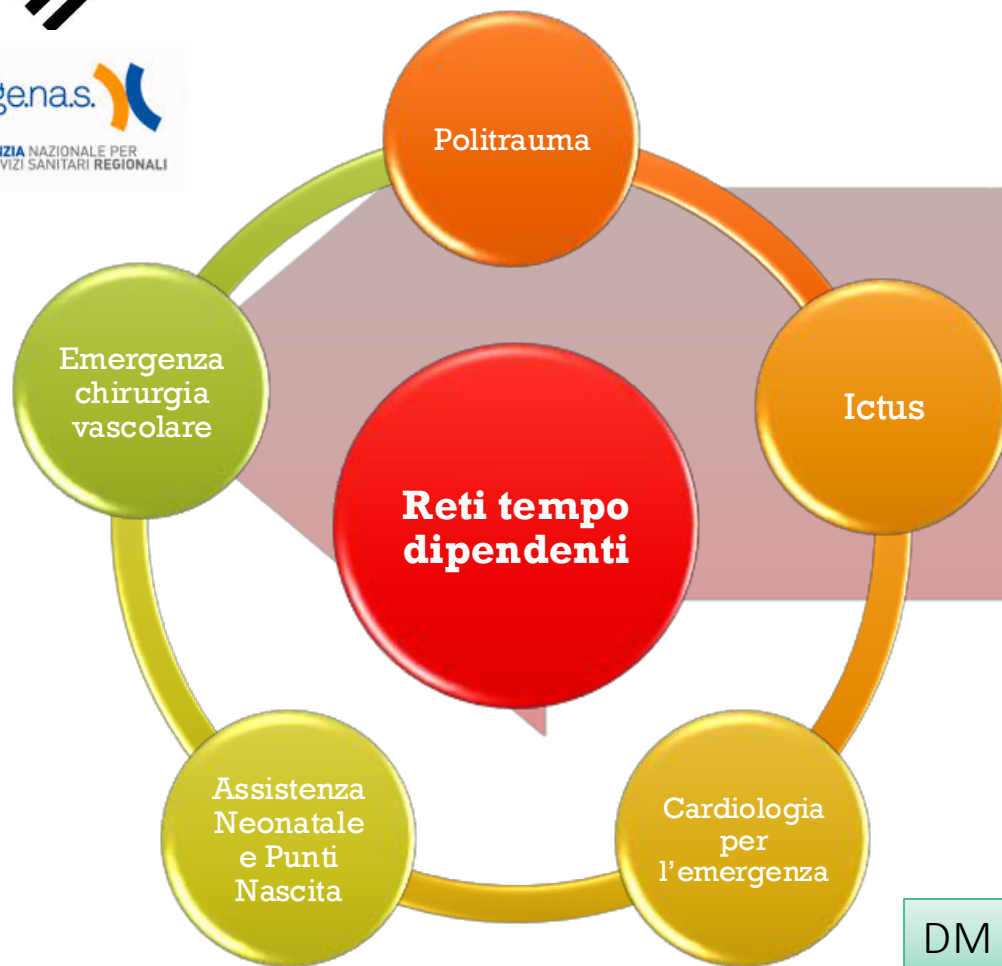 ge.na.s.
NZIA NAZIONALE PER
VIZI SANITARI REGIONALI
Politrauma
Emergenza
chirurgia
vascolare
Ictus
Reti tempo
dipendenti
Assistenza
Neonatale
e Punti
Nascita
Cardiologia
per
l’emergenza
DM